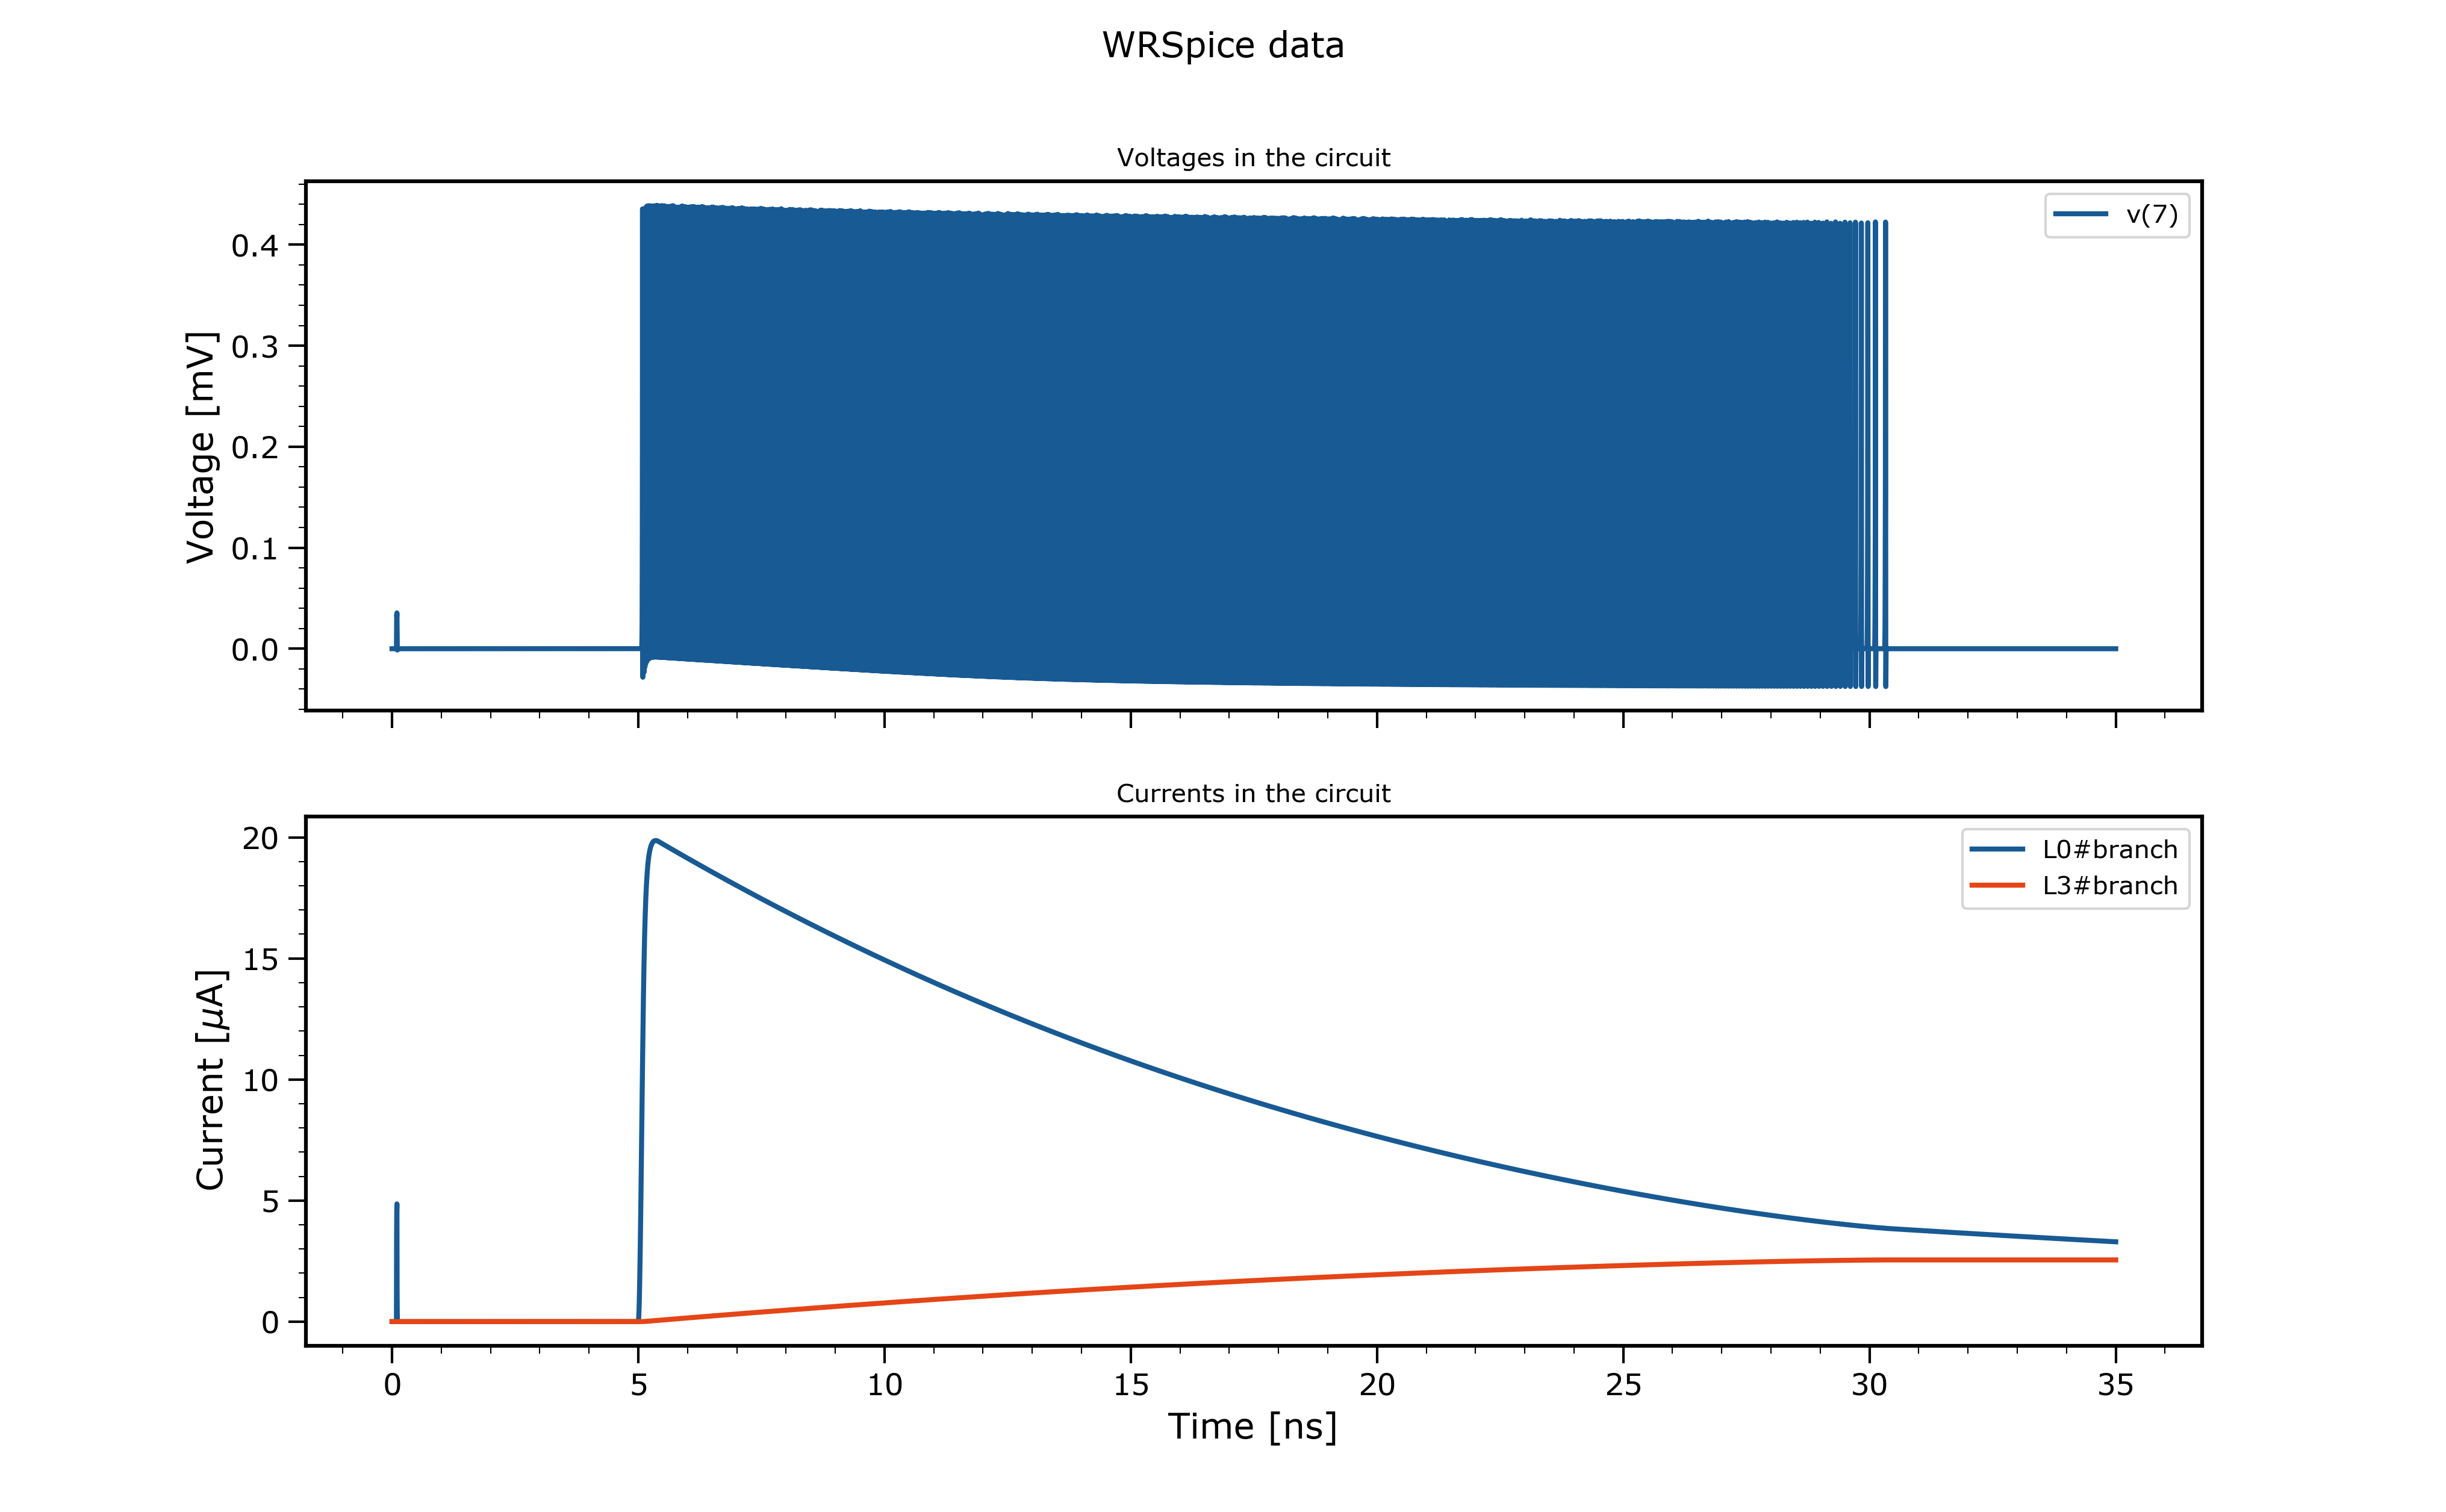 WRSpice data
Voltages in the circuit
Voltage [mV]
0.4
0.3
0.2
0.1
0.0
v(7)
Currents in the circuit
Current [μA]
20
15
10
5
0
L0#branch
L3#branch
0 5 10 15 20 25 30 35
Time [ns]